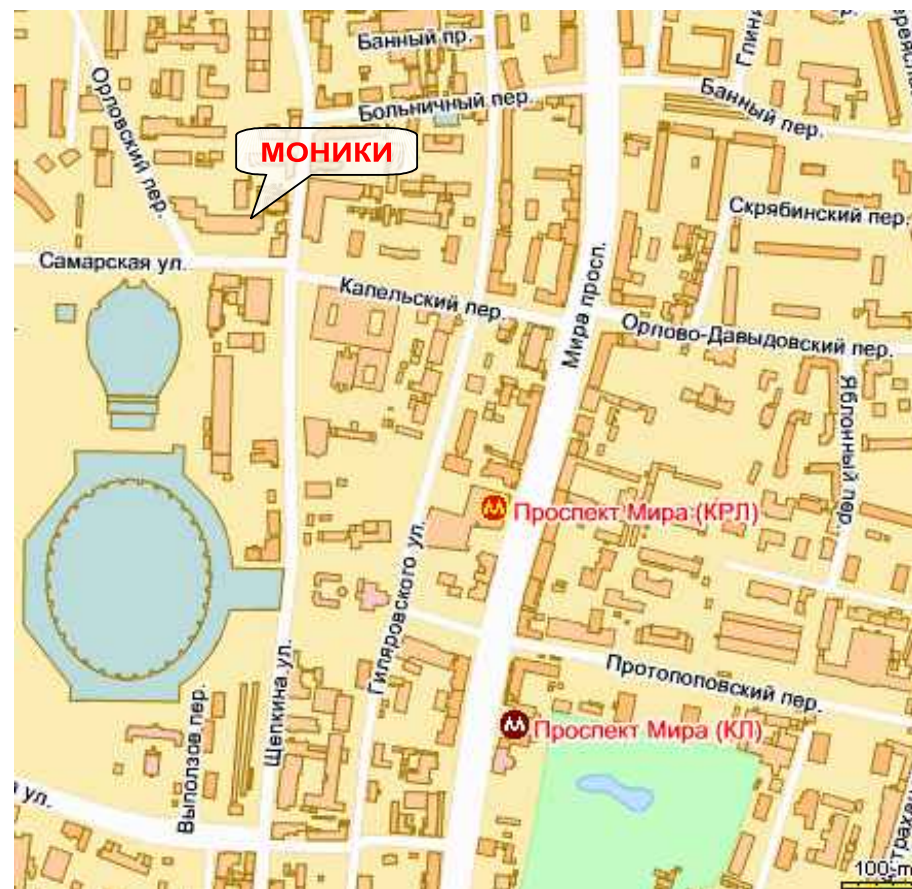 Банный пр.
Орловский пер.
Больничный пер.
Банный пер.
МОНИКИ
Скрябинский пер.
Самарская ул.
Капельский пер.
Мира просп.
Орлово-Давыдовский пер.
Яблонный пер.
Проспект Мира (КРЛ)
Гиляровского ул.
Протопоповский пер.
Щепкина ул.
Выползов пер.
Проспект Мира (КЛ)
ул.
100 m